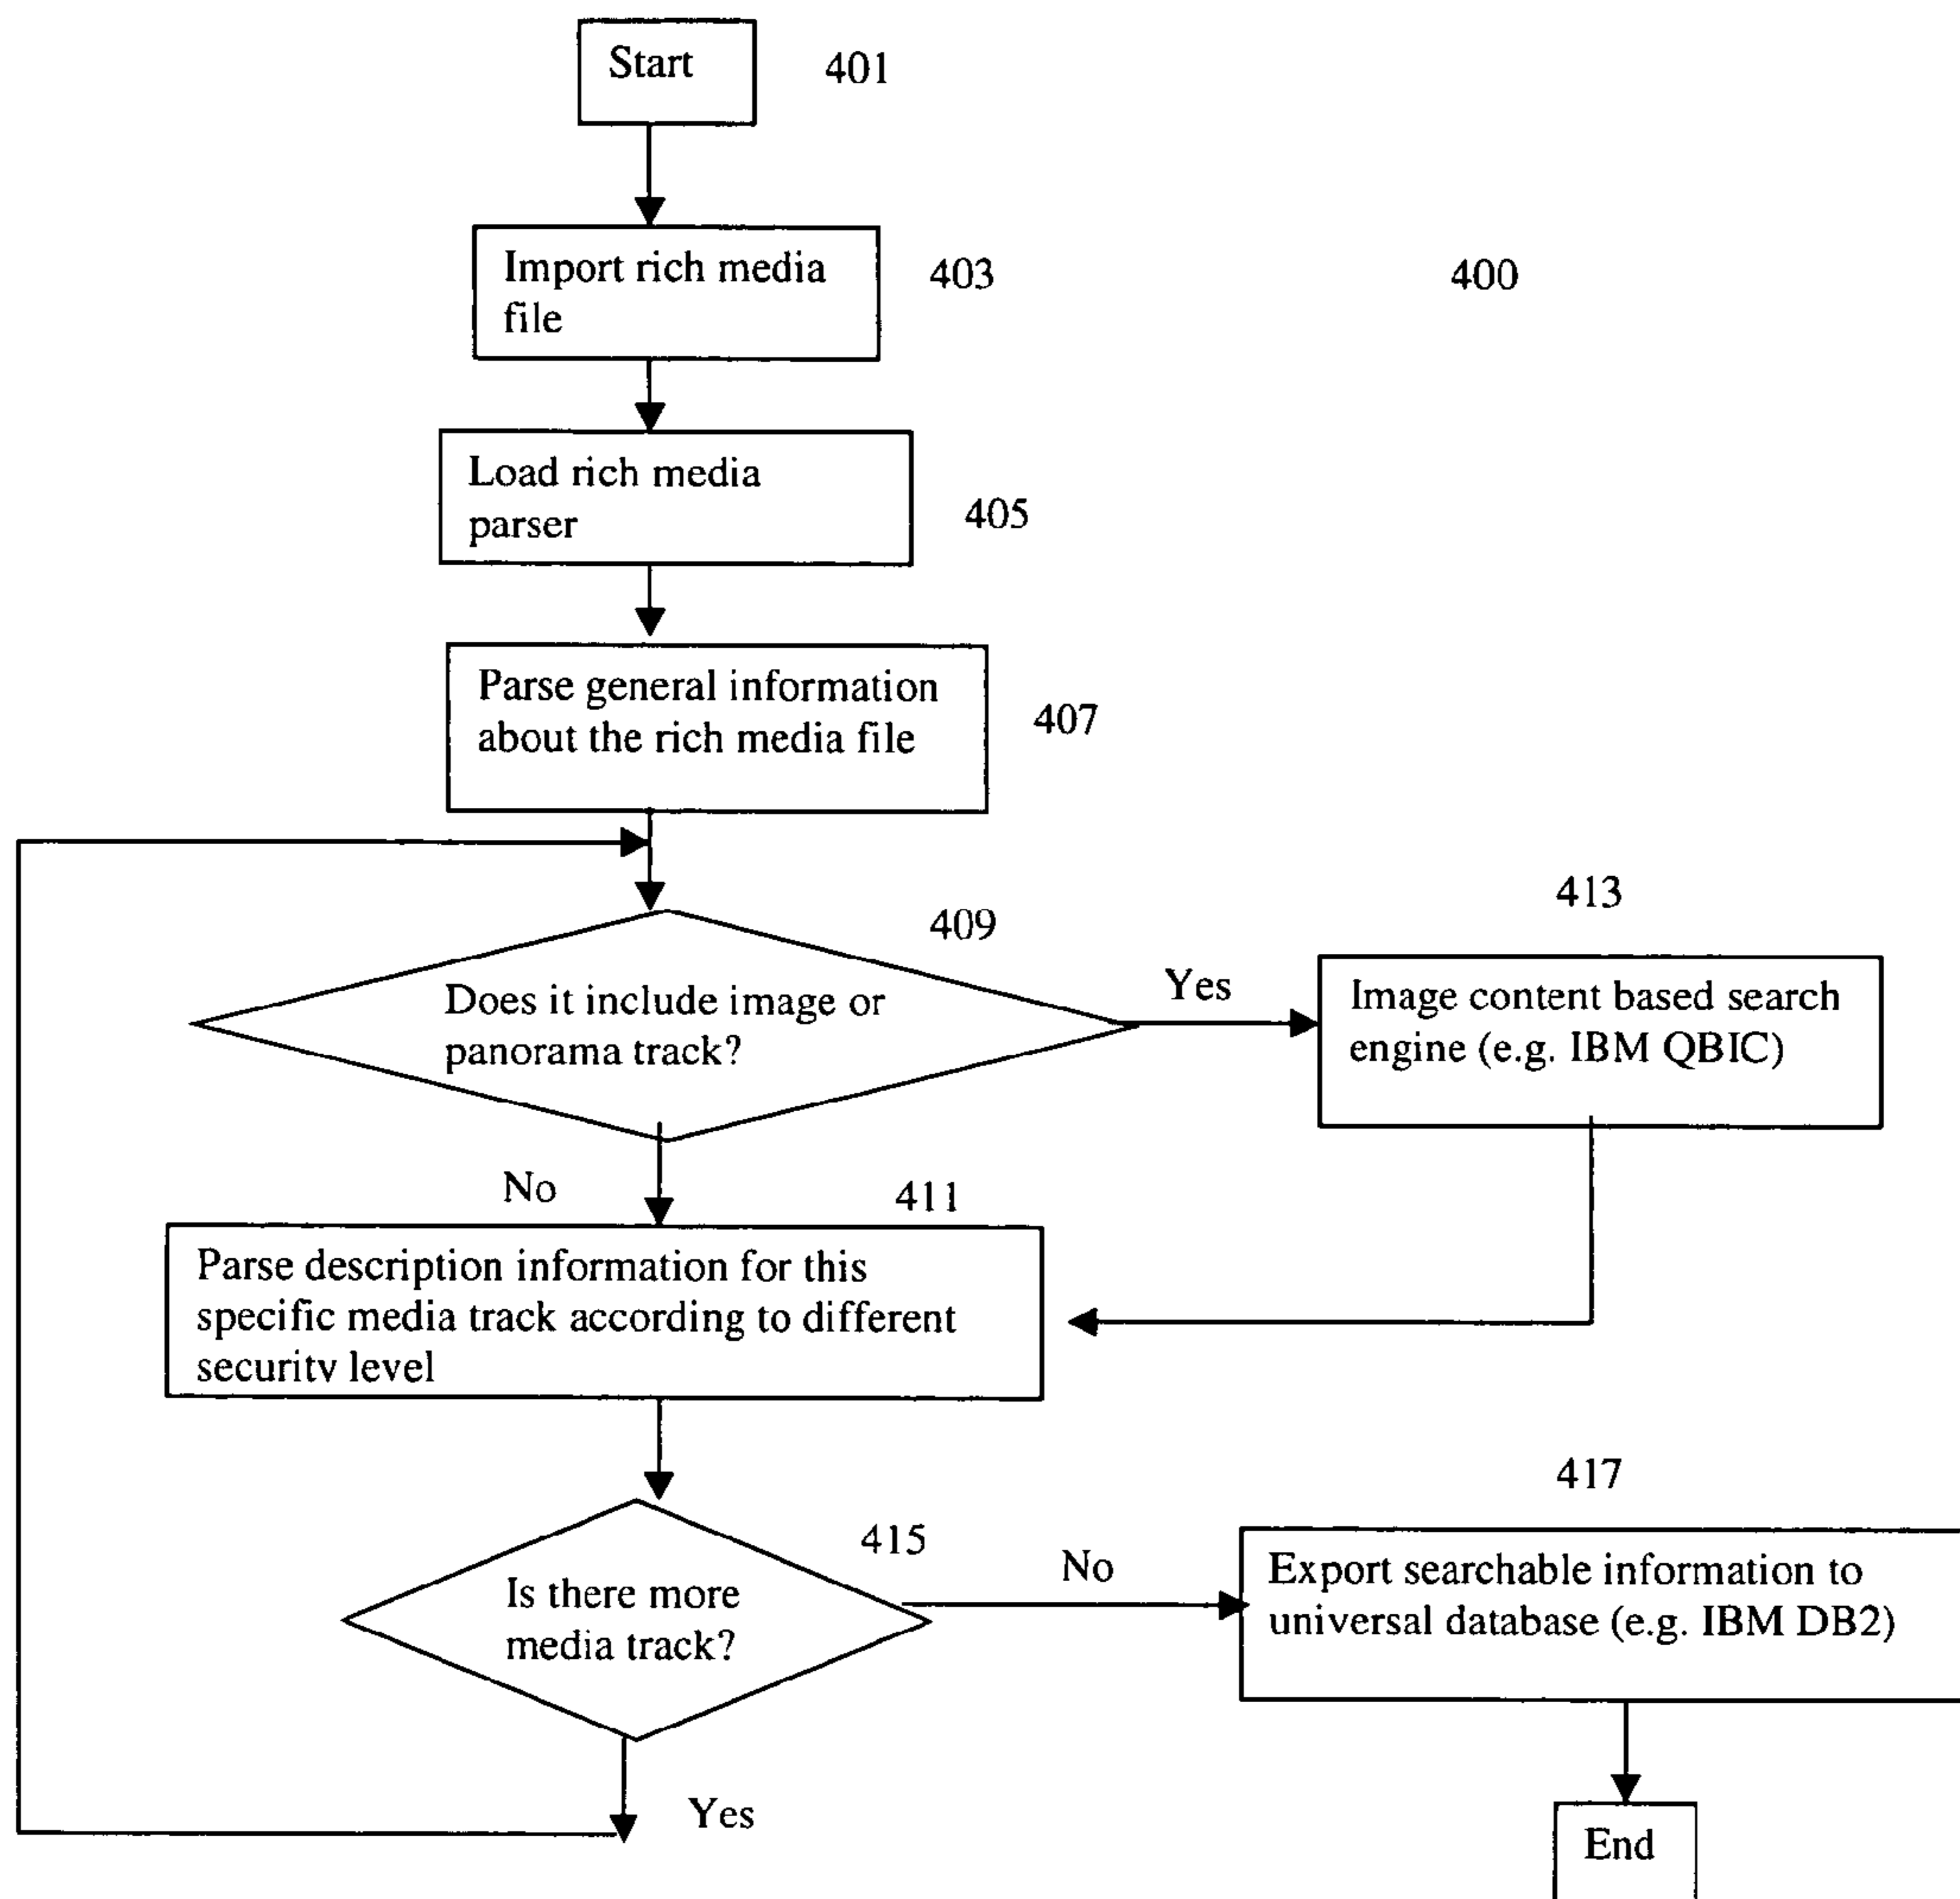 Start
401
Import rich media
file
403
400
Load rich media
parser
405
Parse general information
about the rich media file
407
409
413
Does it include image or
panorama track?
Yes
Image content based search
engine (e.g. IBM QBIC)
No
411
Parse description information for this
specific media track according to different
security level
417
415
Is there more
media track?
No
Export searchable information to
universal database (e.g. IBM DB2)
Yes
End